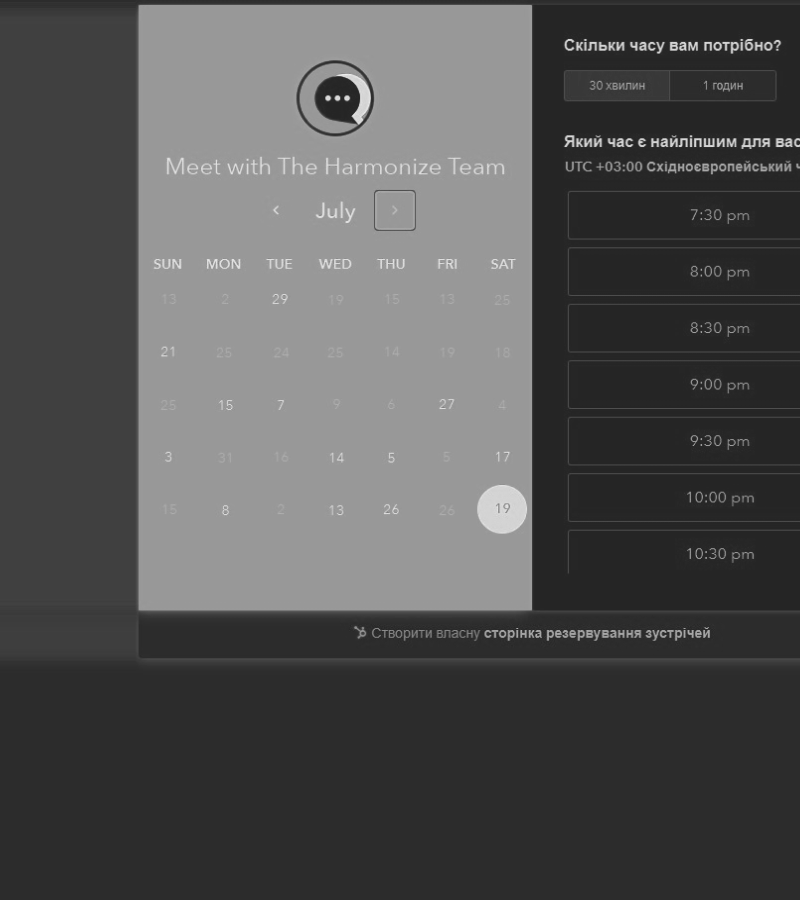 Meet with The Harmonize Team
July
SUN MON TUE WED THU FRI SAT
13 2 29 19 15 13 25
21 25 24 25 14 19 18
25 15 7 9 6 27 4
3 31 16 14 5 5 17
15 8 2 13 26 26 19
Скільки часу вам потрібно?
30 хвилин 1 годин
Який час є найліпшим для вас
UTC +03:00 Східноєвропейський ч
7:30 pm
8:00 pm
8:30 pm
9:00 pm
9:30 pm
10:00 pm
10:30 pm
Створити власну сторінка резервування зустрічей